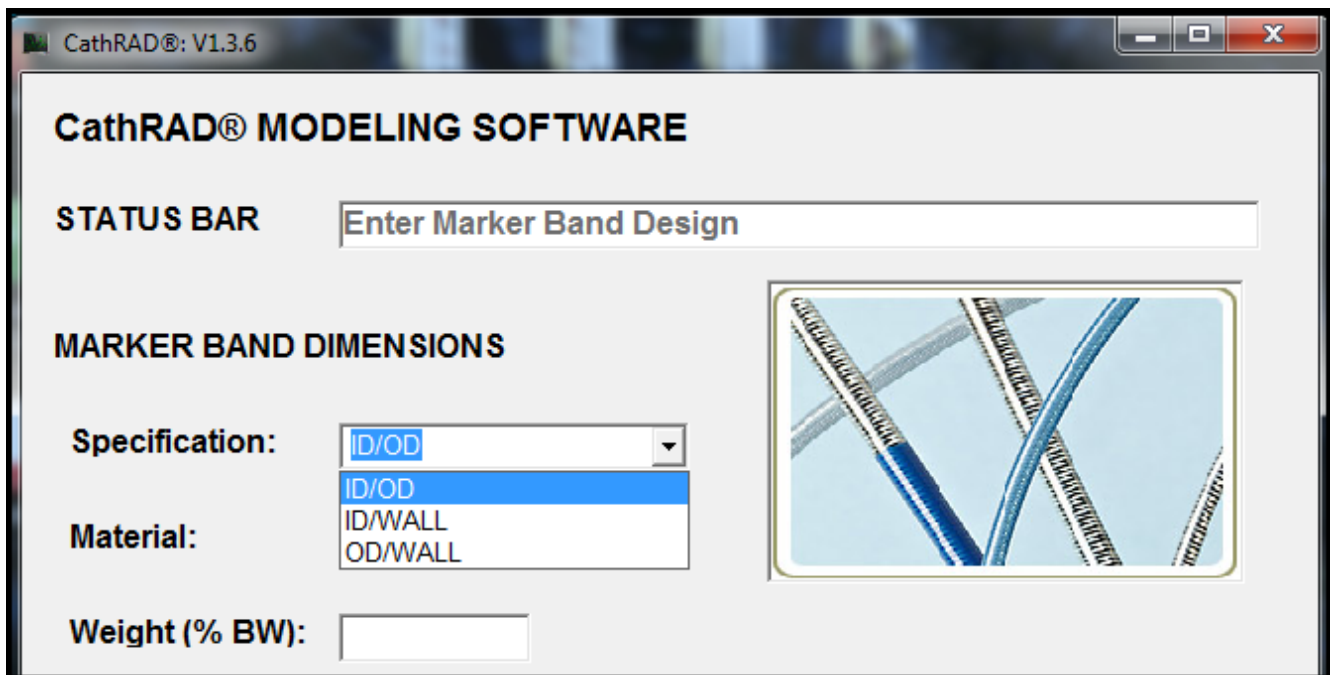 CathRAD®: V1.3.6
CathRAD® MODELING SOFTWARE
STATUS BAR Enter Marker Band Design
MARKER BAND DIMENSIONS
Specification: ID/OD
ID/OD
ID/WALL
Material:
OD/WALL
Weight (% BW):